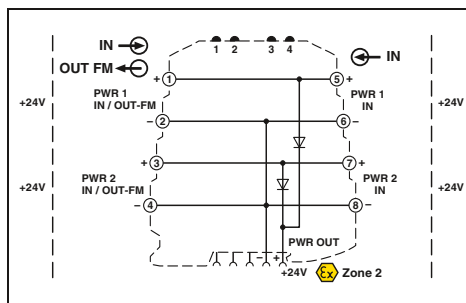 IN
1 2 3 4
IN
OUT FM
+ 1
5 +
PWR 1
IN / OUT-FM
PWR 1
IN
+24V
+24V
– 2
6 –
+ 3
7 +
PWR 2
IN / OUT-FM
PWR 2
IN
+24V
+24V
– 4
8 –
PWR OUT
– +
+24V
Ex Zone 2